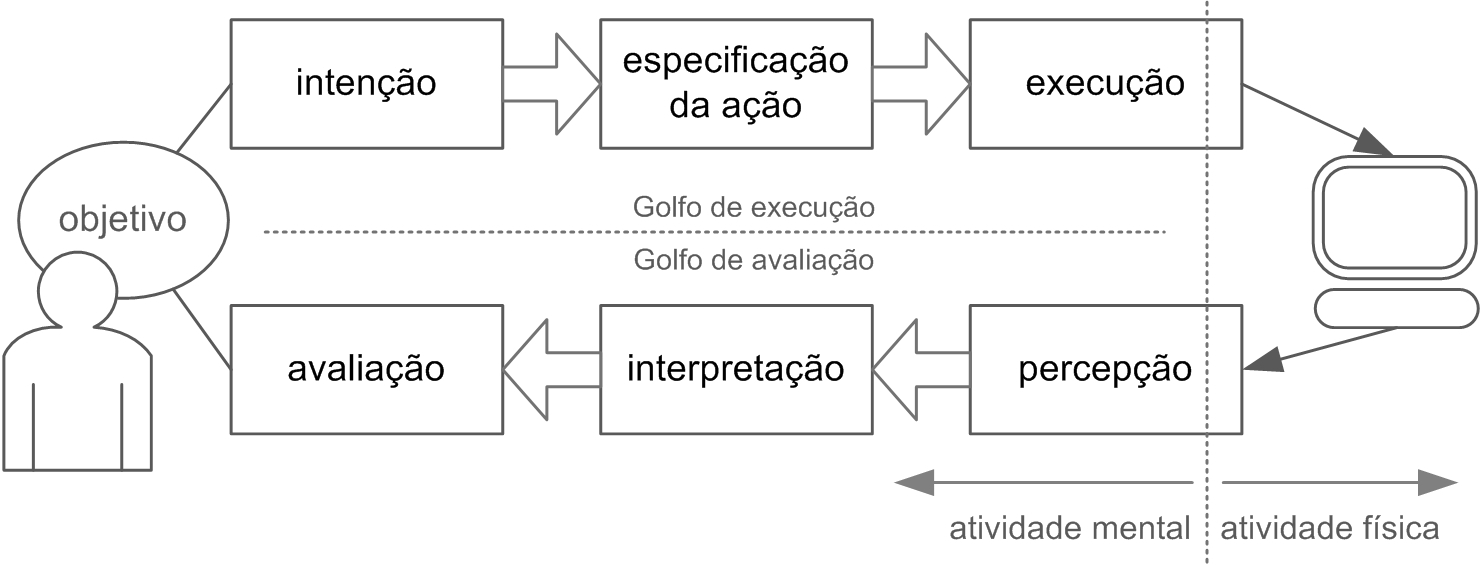 intenção
especificação
da ação
execução
objetivo
Golfo de execução
Golfo de avaliação
avaliação
interpretação
percepção
atividade mental
atividade física